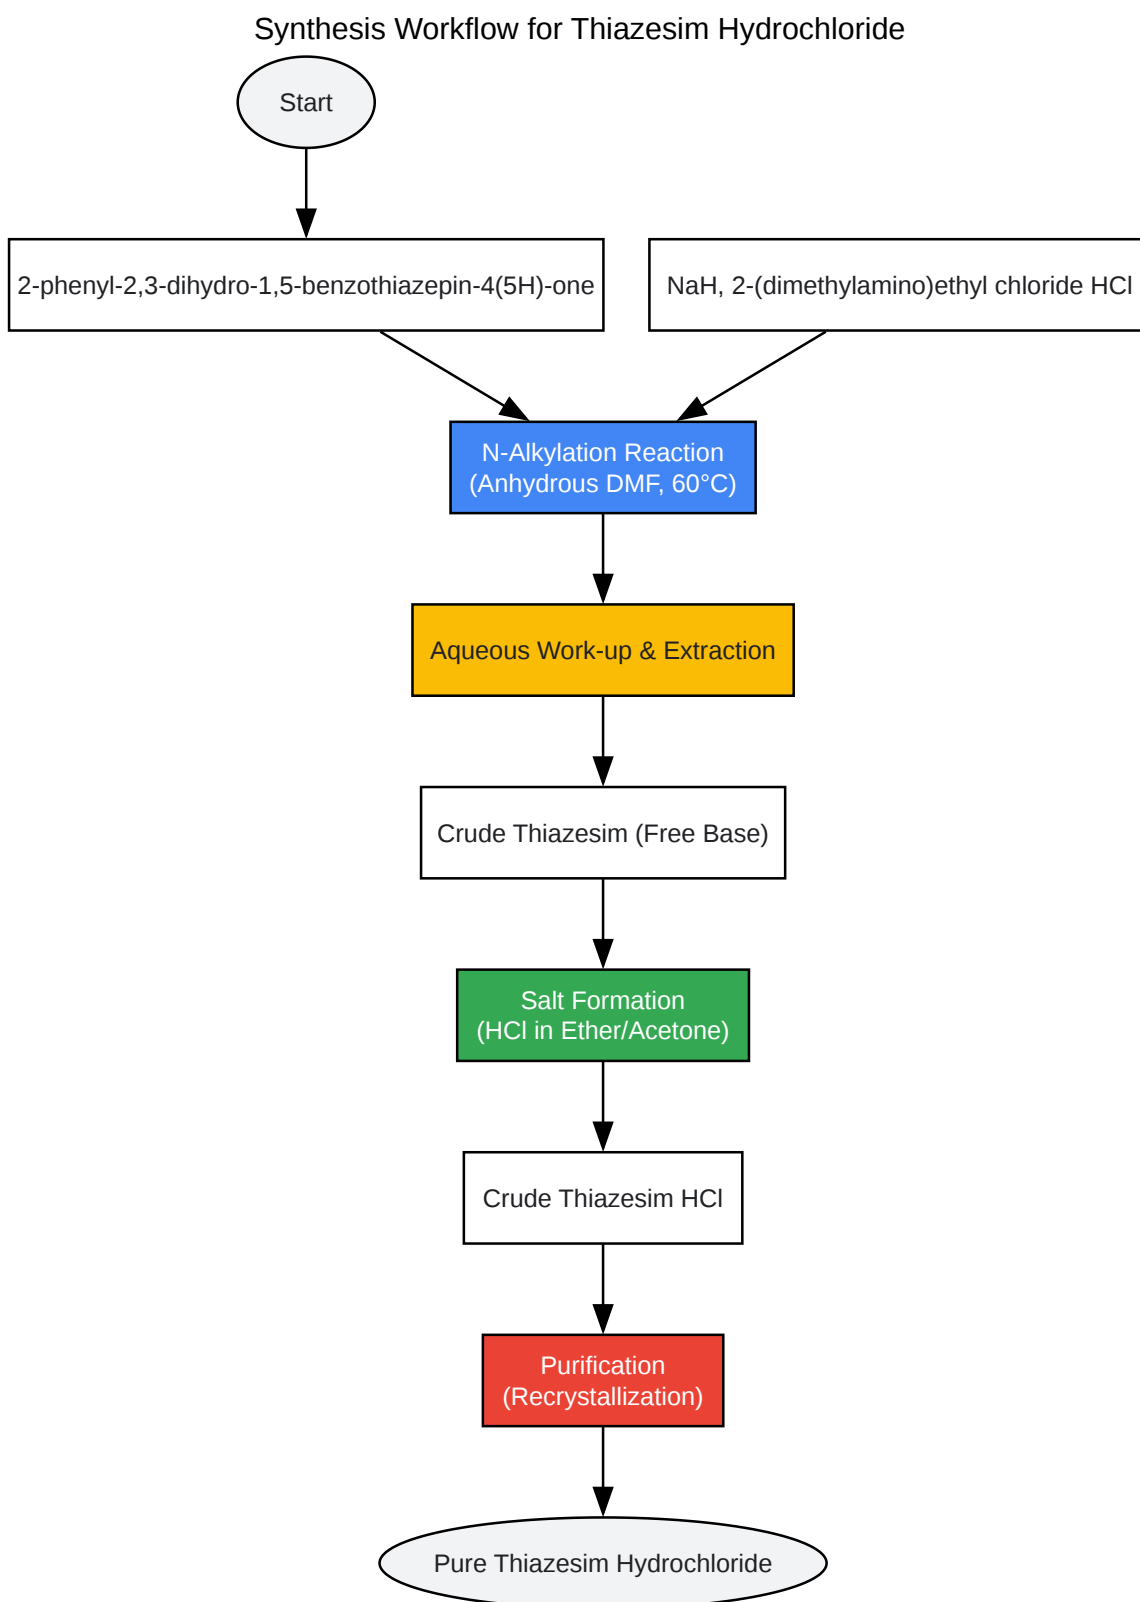 Synthesis Workflow for Thiazesim Hydrochloride
Start
2-phenyl-2,3-dihydro-1,5-benzothiazepin-4(5H)-one
NaH, 2-(dimethylamino)ethyl chloride HCl
N-Alkylation Reaction
(Anhydrous DMF, 60°C)
Aqueous Work-up & Extraction
Crude Thiazesim (Free Base)
Salt Formation
(HCl in Ether/Acetone)
Crude Thiazesim HCl
Purification
(Recrystallization)
Pure Thiazesim Hydrochloride